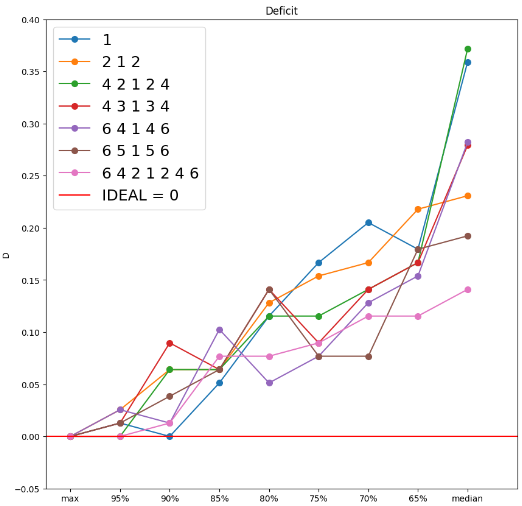 Deficit
1
2 1 2
4 2 1 2 4
4 3 1 3 4
6 4 1 4 6
6 5 1 5 6
6 4 2 1 2 4 6
IDEAL = 0
D
0.40
0.35
0.30
0.25
0.20
0.15
0.10
0.05
0.00
−0.05
max 95% 90% 85% 80% 75% 70% 65% median